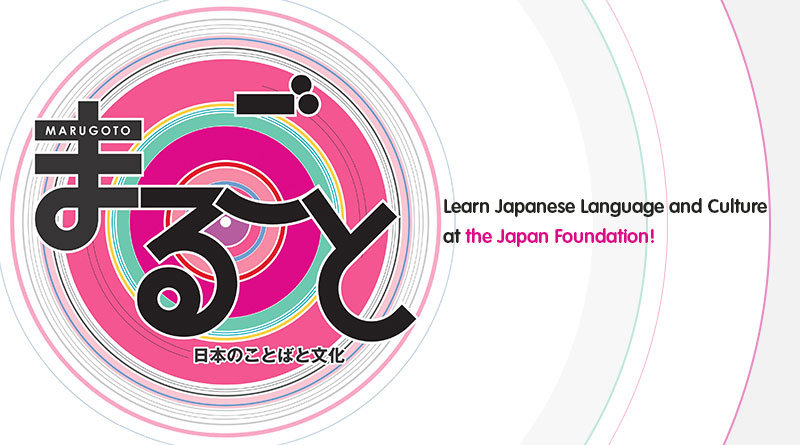 MARUGOTO
まるごと
日本のことばと文化
Learn Japanese Language and Culture
at the Japan Foundation!